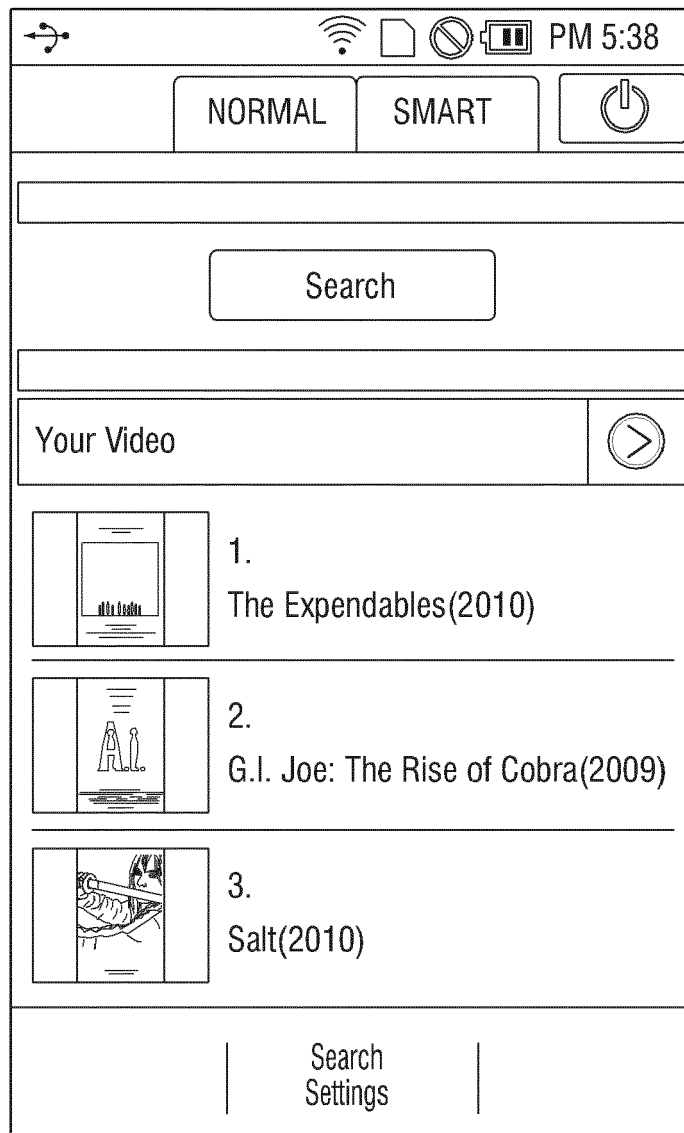 PM 5:38
NORMAL
SMART
Search
Your Video
1.
The Expendables(2010)
A.I.
2.
G.I. Joe: The Rise of Cobra(2009)
3.
Salt(2010)
Search
Settings